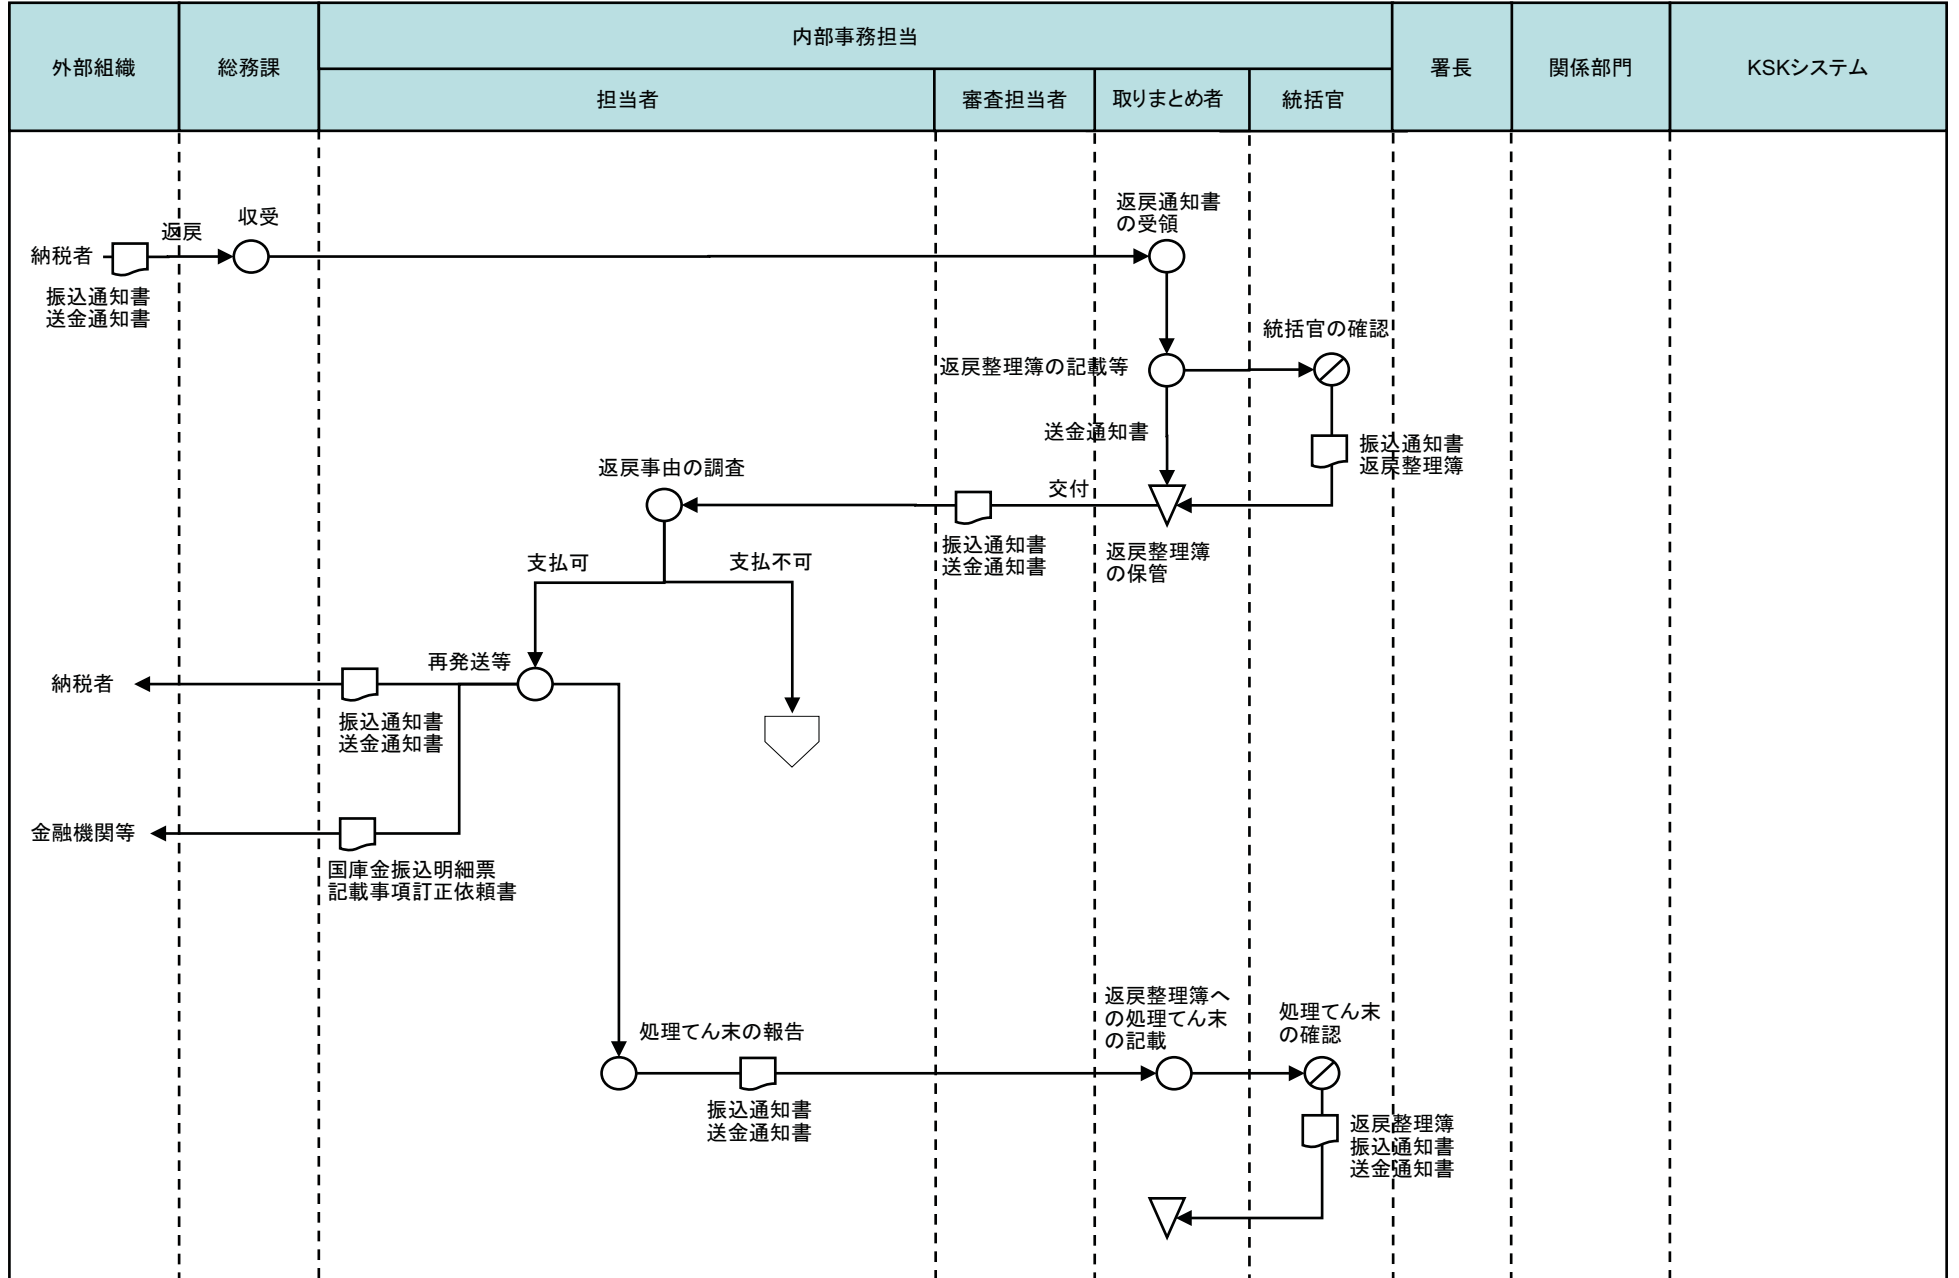 外部組織
総務課
内部事務担当
担当者
審査担当者
取りまとめ者
統括官
署長
関係部門
KSKシステム
納税者
返戻
収受
振込通知書
送金通知書
返戻通知書
の受領
統括官の確認
返戻整理簿の記載等
送金通知書
振込通知書
返戻整理簿
返戻事由の調査
交付
振込通知書
送金通知書
返戻整理簿
の保管
支払可
支払不可
再発送等
納税者
振込通知書
送金通知書
金融機関等
国庫金振込明細票
記載事項訂正依頼書
処理てん末の報告
振込通知書
送金通知書
返戻整理簿へ
の処理てん末
の記載
処理てん末
の確認
返戻整理簿
振込通知書
送金通知書